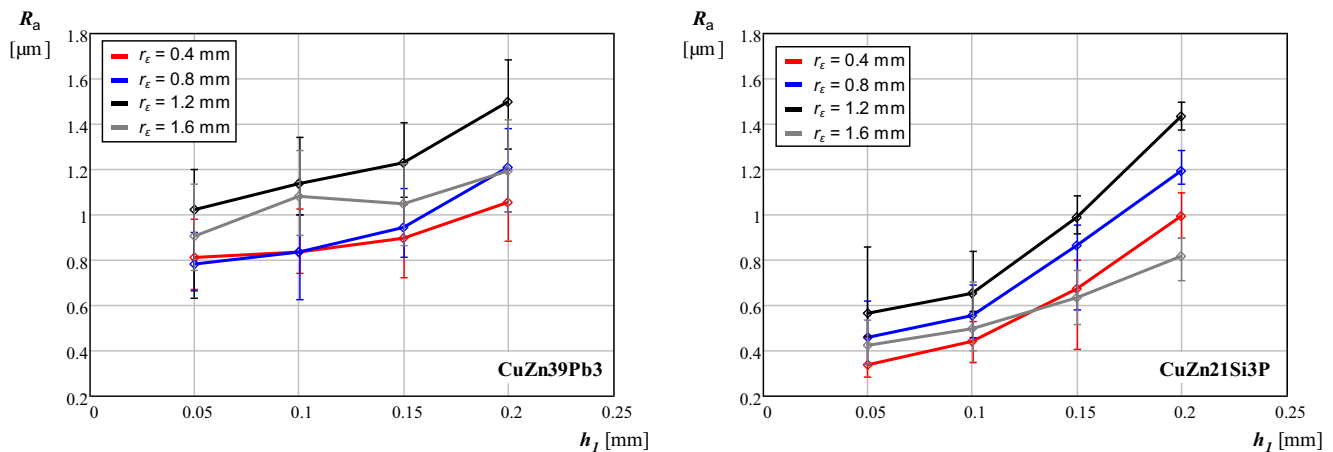 Ra
[µm]
1.8
1.6
1.4
1.2
1
0.8
0.6
0.4
0.2
rε = 0.4 mm
rε = 0.8 mm
rε = 1.2 mm
rε = 1.6 mm
CuZn39Pb3
0 0.05 0.1 0.15 0.2 0.25
h1 [mm]
Ra
[µm]
1.8
1.6
1.4
1.2
1
0.8
0.6
0.4
0.2
rε = 0.4 mm
rε = 0.8 mm
rε = 1.2 mm
rε = 1.6 mm
CuZn21Si3P
0 0.05 0.1 0.15 0.2 0.25
h1 [mm]